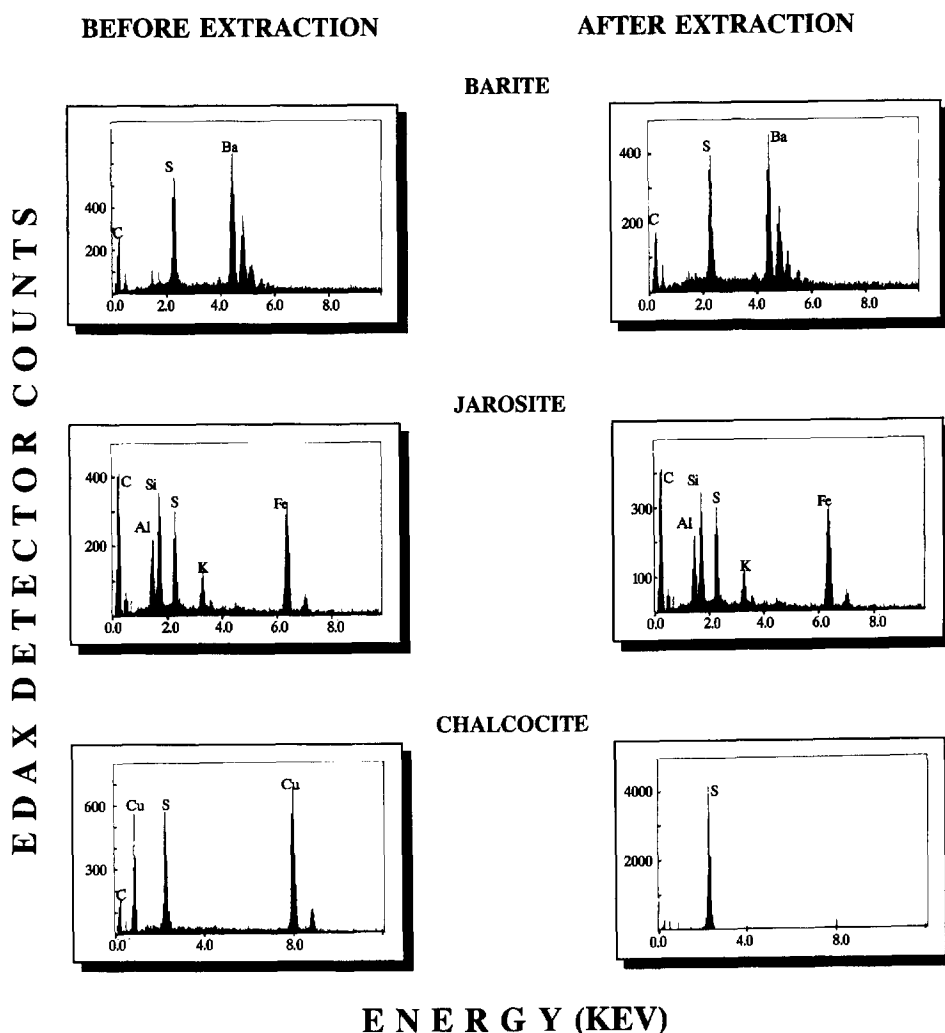 BEFORE EXTRACTION
AFTER EXTRACTION
BARITE
C
S
Ba
400
200
0.0 2.0 4.0 6.0 8.0
C
S
Ba
400
200
0.0 2.0 4.0 6.0 8.0
JAROSITE
C
Al
Si
S
K
Fe
400
200
0.0 2.0 4.0 6.0 8.0
C
Al
Si
S
K
Fe
300
100
0.0 2.0 4.0 6.0 8.0
CHALCOCITE
C
Cu
S
Cu
600
300
0.0 4.0 8.0
S
4000
2000
0.0 4.0 8.0
EDAX DETECTOR COUNTS
ENERGY (KEV)